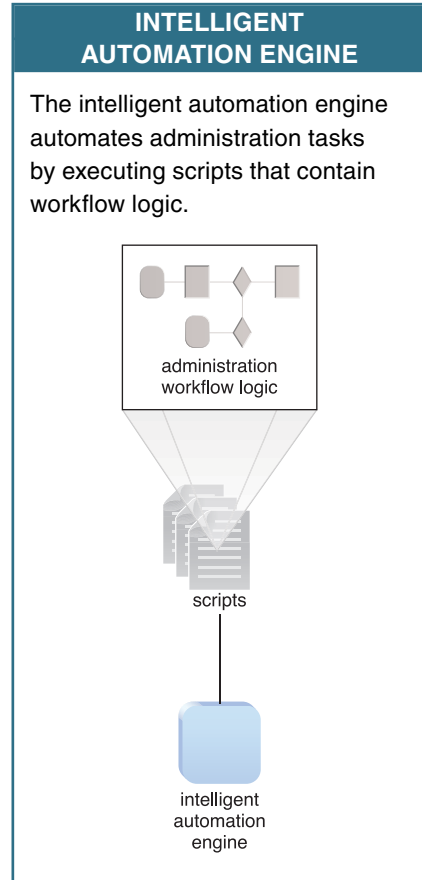 INTELLIGENT
AUTOMATION ENGINE
The intelligent automation engine
automates administration tasks
by executing scripts that contain
workflow logic.
administration
workflow logic
scripts
intelligent
automation
engine